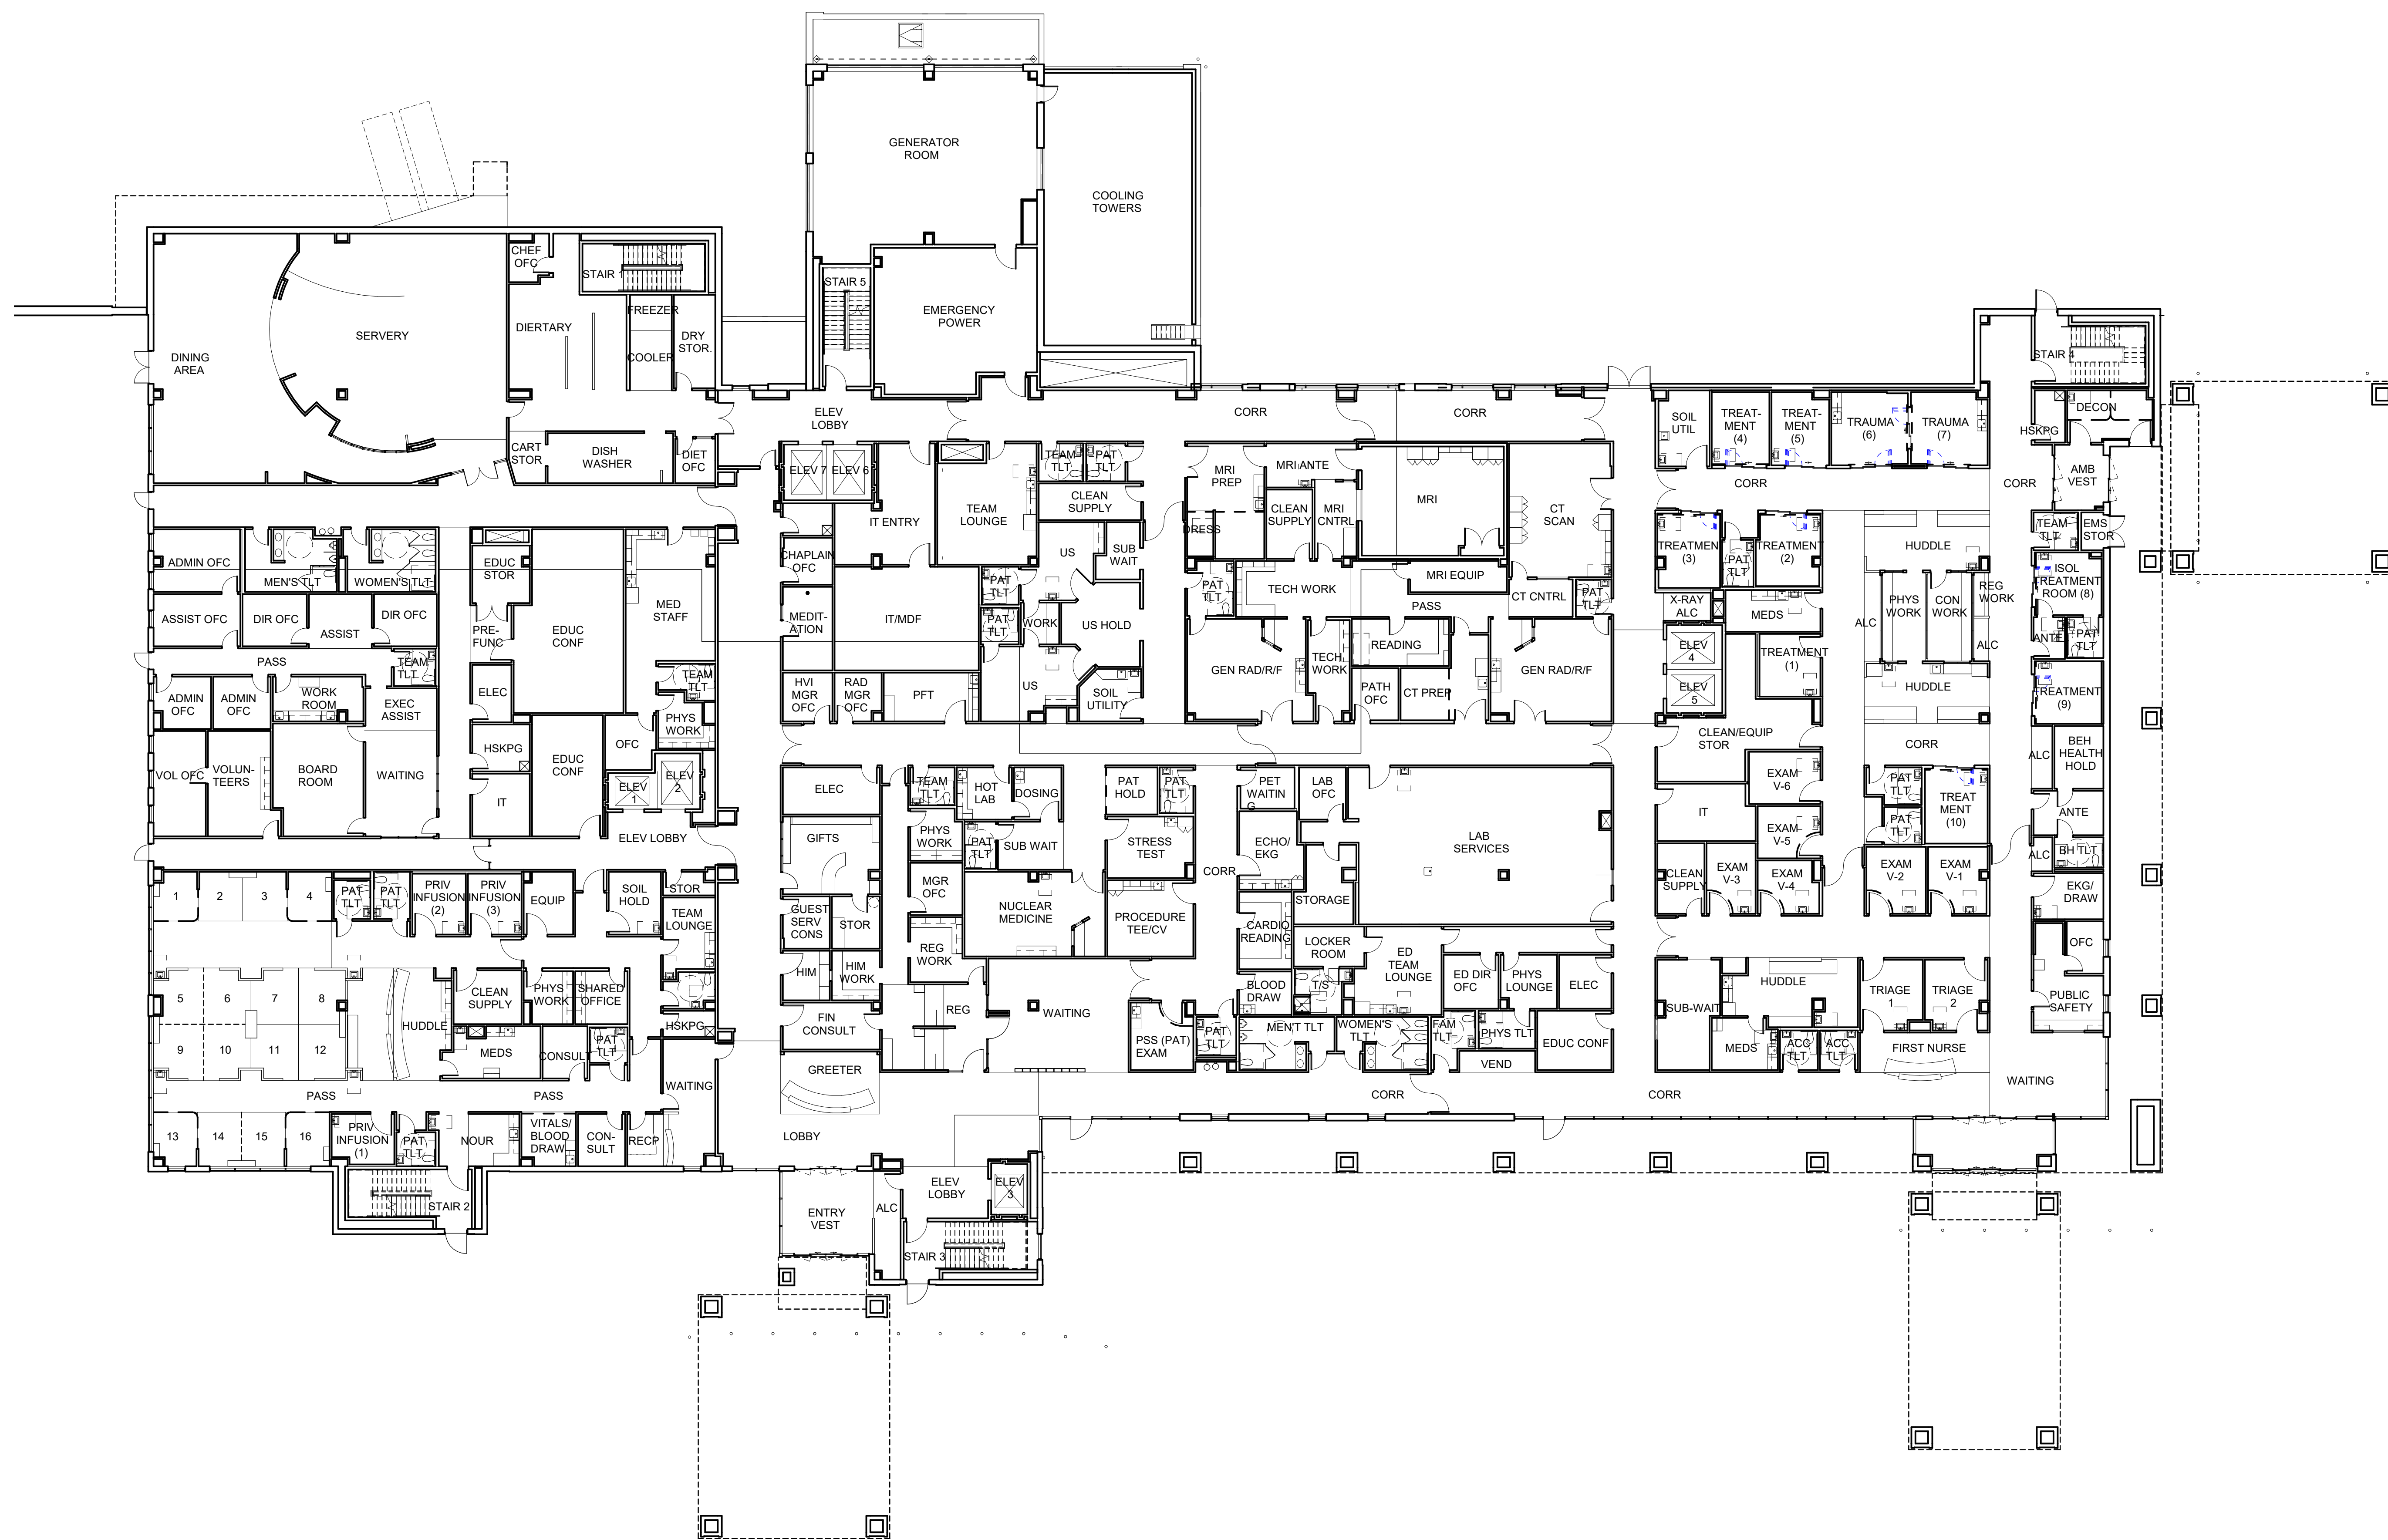 GENERATOR
ROOM
COOLING
TOWERS
CHEF
OFC
STAIR 1
STAIR 5
EMERGENCY
POWER
FREEZER
DIERTARY
SERVERY
DRY
STOR.
COOLER
DINING
AREA
STAIR 4
ELEV
LOBBY
CORR
CORR
SOIL
UTIL
TREAT-
MENT
(4)
TREAT-
MENT
(5)
TRAUMA
(6)
TRAUMA
(7)
DECON
HSKPG
CART
STOR
DISH
WASHER
DIET
OFC
ELEV 7
ELEV 6
TEAM
TLT
PAT
TLT
MRI
PREP
MRI ANTE
MRI
CT
SCAN
CORR
CORR
AMB
VEST
CLEAN
SUPPLY
TEAM
LOUNGE
IT ENTRY
CLEAN
SUPPLY
MRI
CNTRL
DRESS
TEAM
TLT
EMS
STOR
ADMIN OFC
MEN'S TLT
WOMEN'S TLT
EDUC
STOR
CHAPLAIN
OFC
US
SUB
WAIT
TREATMENT
(3)
PAT
TLT
TREATMENT
(2)
HUDDLE
ISOL
TREATMENT
ROOM (8)
PAT
TLT
PAT
TLT
TECH WORK
MRI EQUIP
CT CNTRL
PAT
TLT
PASS
X-RAY
ALC
MEDS
ALC
PHYS
WORK
CON
WORK
REG
WORK
ALC
ANTE
PAT
TLT
ASSIST OFC
DIR OFC
ASSIST
DIR OFC
PRE-
FUNC
EDUC
CONF
MED
STAFF
MEDIT-
ATION
IT/MDF
PAT
TLT
WORK
US HOLD
GEN RAD/R/F
TECH
WORK
READING
GEN RAD/R/F
ELEV
4
TREATMENT
(1)
PASS
TEAM
TLT
TEAM
TLT
ELEC
ADMIN
OFC
ADMIN
OFC
WORK
ROOM
EXEC
ASSIST
HVI
MGR
OFC
RAD
MGR
OFC
PFT
US
SOIL
UTILITY
PATH
OFC
CT PREP
ELEV
5
HUDDLE
TREATMENT
(9)
PHYS
WORK
OFC
CLEAN/EQUIP
STOR
CORR
ALC
BEH
HEALTH
HOLD
HSKPG
EDUC
CONF
VOL OFC
VOLUN-
TEERS
BOARD
ROOM
WAITING
ELEV
1
ELEV
2
IT
ELEC
TEAM
TLT
HOT
LAB
DOSING
PAT
HOLD
PAT
TLT
PET
WAITIN
G
LAB
OFC
EXAM
V-6
PAT
TLT
TREAT
MENT
(10)
ANTE
IT
EXAM
V-5
PAT
TLT
ELEV LOBBY
GIFTS
PHYS
WORK
PAT
TLT
SUB WAIT
STRESS
TEST
ECHO/
EKG
LAB
SERVICES
ALC
BH TLT
CORR
CLEAN
SUPPLY
EXAM
V-3
EXAM
V-4
EXAM
V-2
EXAM
V-1
EKG/
DRAW
1
2
3
4
PAT
TLT
PAT
TLT
PRIV
INFUSION
(2)
PRIV
INFUSION
(3)
EQUIP
SOIL
HOLD
STOR
MGR
OFC
STORAGE
TEAM
LOUNGE
GUEST
SERV
CONS
STOR
NUCLEAR
MEDICINE
PROCEDURE
TEE/CV
CARDIO
READING
LOCKER
ROOM
ED
TEAM
LOUNGE
OFC
REG
WORK
HIM
HIM
WORK
CLEAN
SUPPLY
PHYS
WORK
SHARED
OFFICE
BLOOD
DRAW
T/S
ED DIR
OFC
PHYS
LOUNGE
ELEC
SUB-WAIT
HUDDLE
TRIAGE
1
TRIAGE
2
PUBLIC
SAFETY
5
6
7
8
HUDDLE
HSKPG
FIN
CONSULT
REG
WAITING
9
10
11
12
MEDS
CONSULT
PAT
TLT
PSS (PAT)
EXAM
PAT
TLT
MEN'T TLT
WOMEN'S
TLT
FAM
TLT
PHYS TLT
EDUC CONF
VEND
MEDS
ACC
TLT
ACC
TLT
FIRST NURSE
WAITING
GREETER
WAITING
PASS
PASS
CORR
CORR
13
14
15
16
PRIV
INFUSION
(1)
PAT
TLT
NOUR
VITALS/
BLOOD
DRAW
CON-
SULT
RECP
LOBBY
STAIR 2
ENTRY
VEST
ALC
ELEV
LOBBY
ELEV
3
STAIR 3